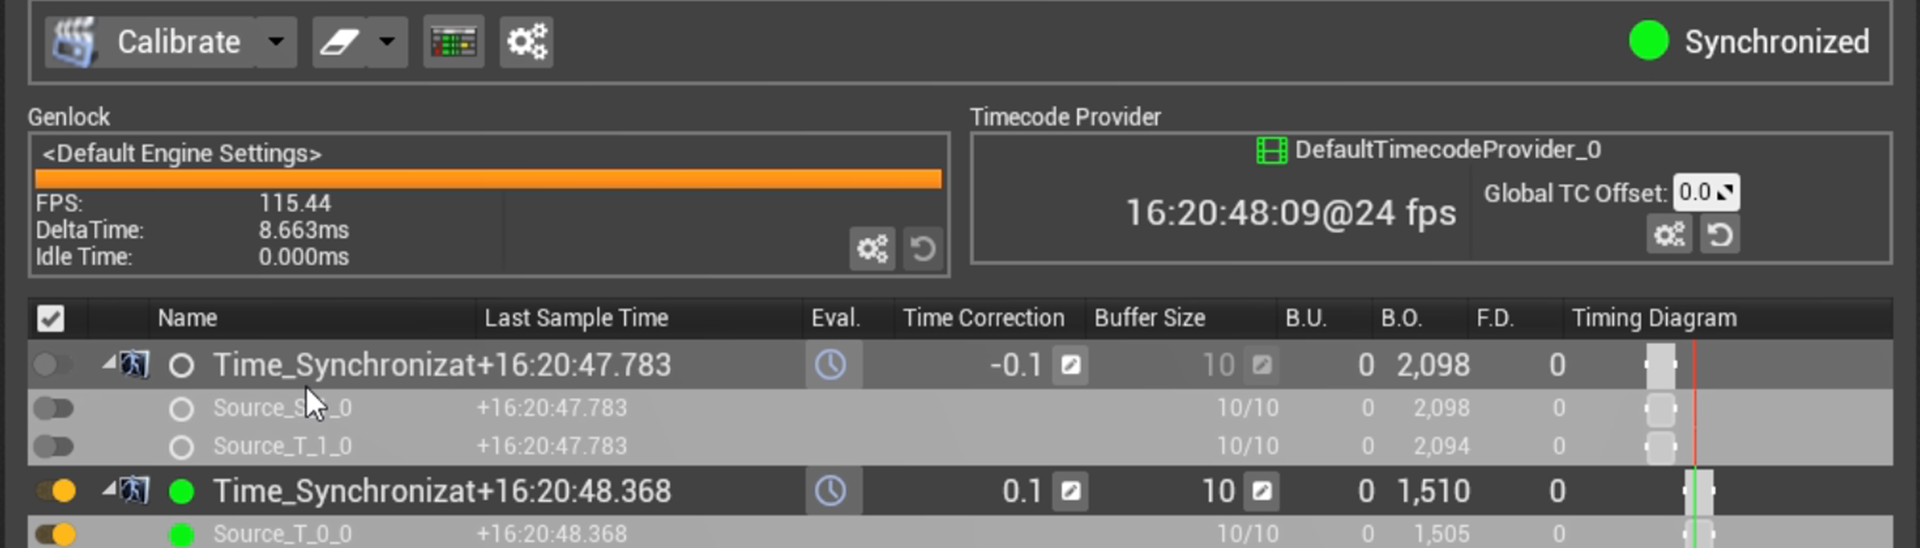 Calibrate
Synchronized
Genlock
<Default Engine Settings>
FPS: 115.44
DeltaTime: 8.663ms
Idle Time: 0.000ms
Timecode Provider
DefaultTimecodeProvider_0
16:20:48:09@24 fps
Global TC Offset: 0.0
Name Last Sample Time Eval. Time Correction Buffer Size B.U. B.O. F.D. Timing Diagram
Time_Synchronizat+16:20:47.783 -0.1 10 0 2,098 0
+16:20:47.783 10/10 0 2,098 0
Source_T_1_0 +16:20:47.783 10/10 0 2,094 0
Time_Synchronizat+16:20:48.368 0.1 10 0 1,510 0
Source_T_0_0 +16:20:48.368 10/10 0 1,505 0